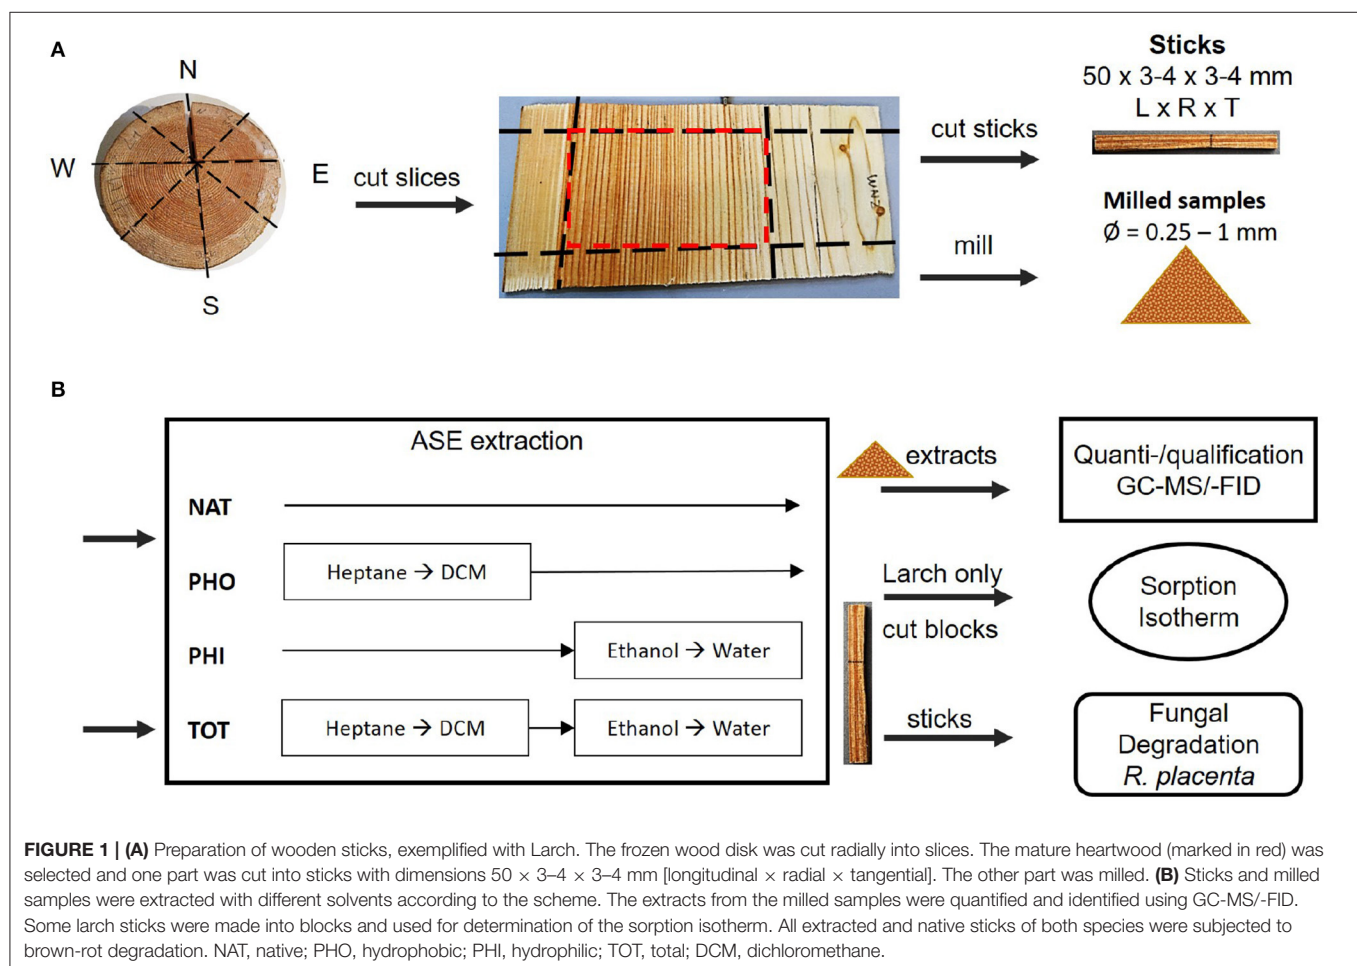 A
N
W
E
S
cut slices
WNZ
cut sticks
mill
Sticks
50 x 3-4 x 3-4 mm
L x R x T
Milled samples
Ø = 0.25 – 1 mm
B
ASE extraction
NAT
PHO
Heptane → DCM
PHI
Ethanol → Water
TOT
Heptane → DCM
Ethanol → Water
extracts
Larch only
cut blocks
sticks
Quanti-/qualification
GC-MS/-FID
Sorption
Isotherm
Fungal
Degradation
R. placenta
FIGURE 1 | (A) Preparation of wooden sticks, exemplified with Larch. The frozen wood disk was cut radially into slices. The mature heartwood (marked in red) was
selected and one part was cut into sticks with dimensions 50 × 3–4 × 3–4 mm [longitudinal × radial × tangential]. The other part was milled. (B) Sticks and milled
samples were extracted with different solvents according to the scheme. The extracts from the milled samples were quantified and identified using GC-MS/-FID.
Some larch sticks were made into blocks and used for determination of the sorption isotherm. All extracted and native sticks of both species were subjected to
brown-rot degradation. NAT, native; PHO, hydrophobic; PHI, hydrophilic; TOT, total; DCM, dichloromethane.